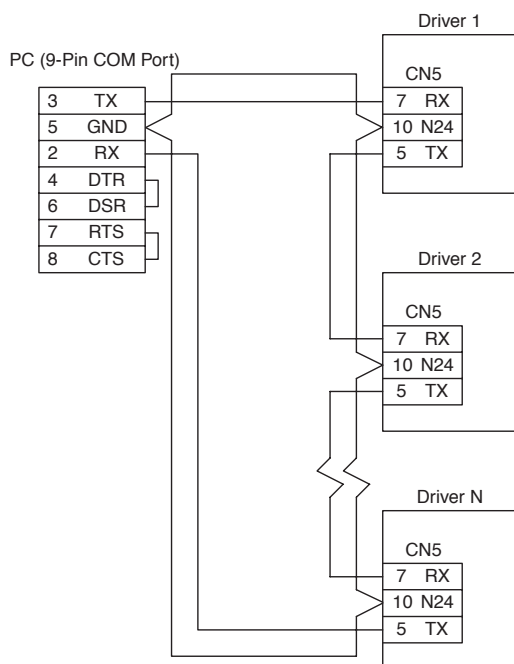 Driver 1
PC (9-Pin COM Port)
CN5
3 TX
5 GND
2 RX
4 DTR
6 DSR
7 RTS
8 CTS
7 RX
10 N24
5 TX
Driver 2
CN5
7 RX
10 N24
5 TX
Driver N
CN5
7 RX
10 N24
5 TX